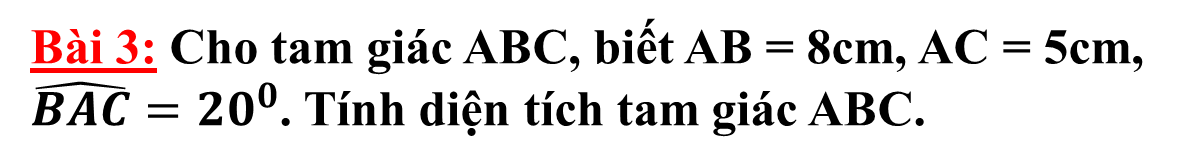 Bài 3: Cho tam giác ABC, biết AB = 8cm, AC = 5cm,
$\widehat{BAC} = 20^0$. Tính diện tích tam giác ABC.